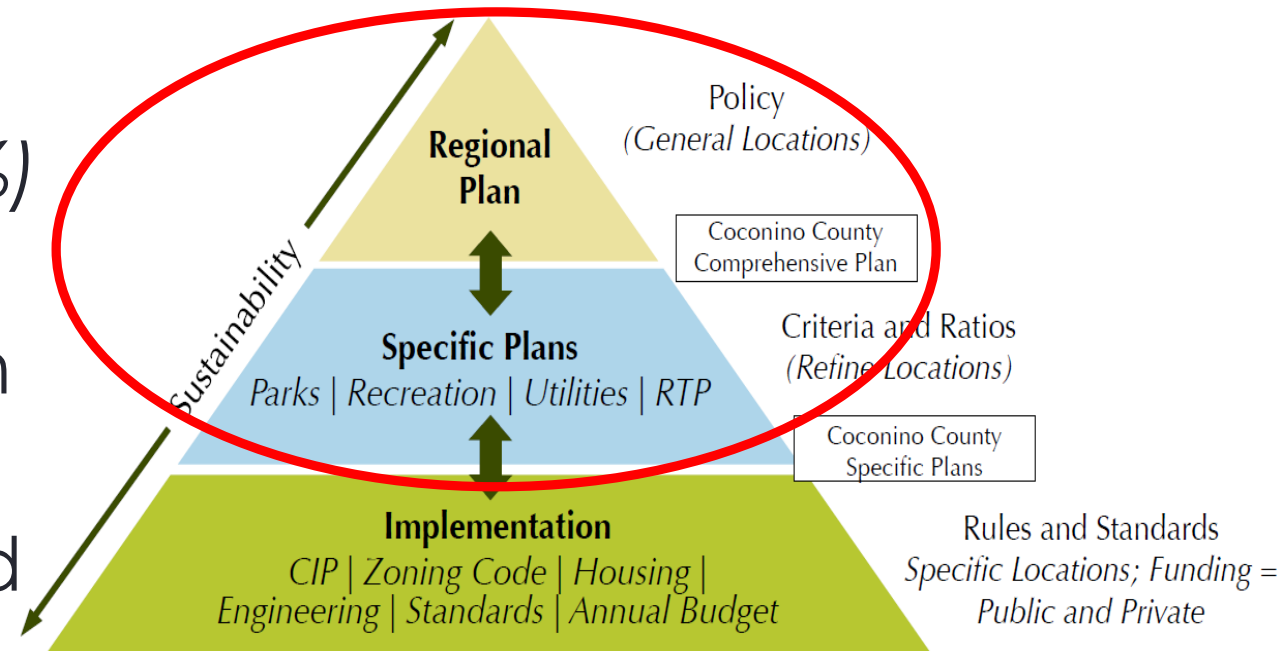 Policy
(General Locations)
Regional
Plan
Coconino County
Comprehensive Plan
Sustainability
Criteria and Ratios
(Refine Locations)
Specific Plans
Parks | Recreation | Utilities | RTP
Coconino County
Specific Plans
Implementation
CIP | Zoning Code | Housing |
Engineering | Standards | Annual Budget
Rules and Standards
Specific Locations; Funding =
Public and Private